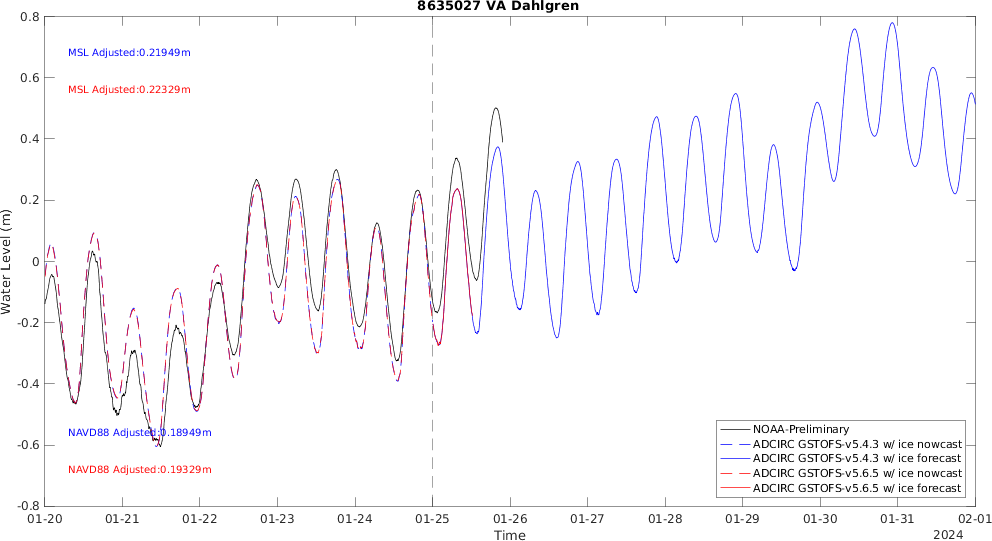 8635027 VA Dahlgren
MSL Adjusted:0.21949m
MSL Adjusted:0.22329m
NAVD88 Adjusted:0.18949m
NAVD88 Adjusted:0.19329m
Water Level (m)
0.8
0.6
0.4
0.2
0
-0.2
-0.4
-0.6
-0.8
NOAA-Preliminary
ADCIRC GSTOFS-v5.4.3 w/ ice nowcast
ADCIRC GSTOFS-v5.4.3 w/ ice forecast
ADCIRC GSTOFS-v5.6.5 w/ ice nowcast
ADCIRC GSTOFS-v5.6.5 w/ ice forecast
01-20 01-21 01-22 01-23 01-24 01-25 01-26 01-27 01-28 01-29 01-30 01-31 02-01
Time
2024